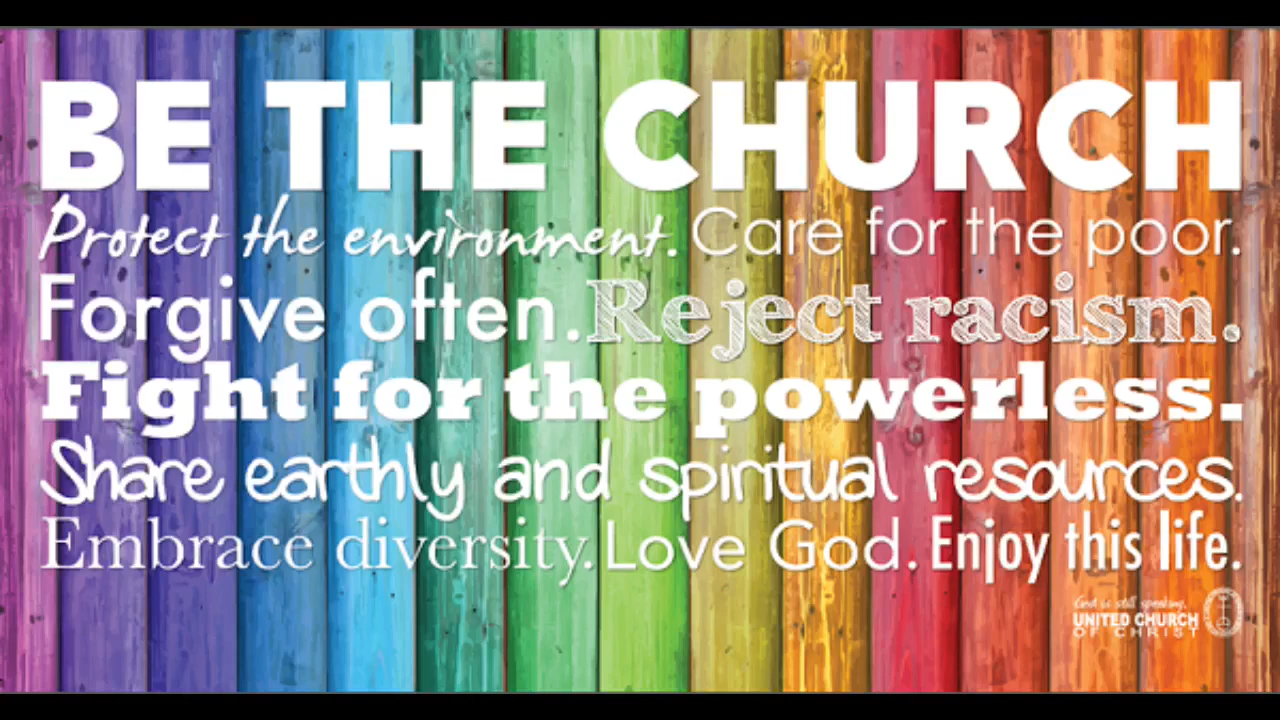 BE THE CHURCH
Protect the environment. Care for the poor.
Forgive often. Reject racism.
Fight for the powerless.
Share earthly and spiritual resources.
Embrace diversity. Love God. Enjoy this life.
God is still speaking,
UNITED CHURCH
OF CHRIST